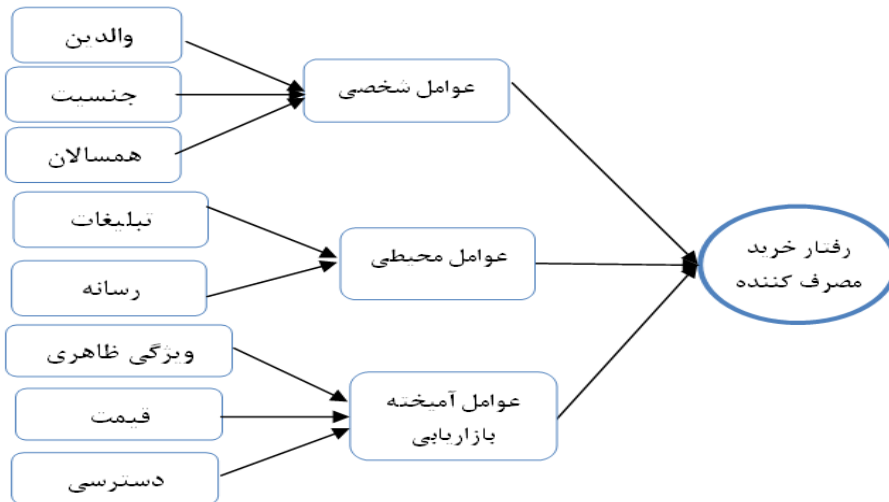 والدین
جنسیت
همسالان
عوامل شخصی
تبلیغات
رسانه
عوامل محیطی
ویژگی ظاهری
قیمت
دسترسی
عوامل آمیخته
بازاریابی
رفتار خرید
مصرف کننده